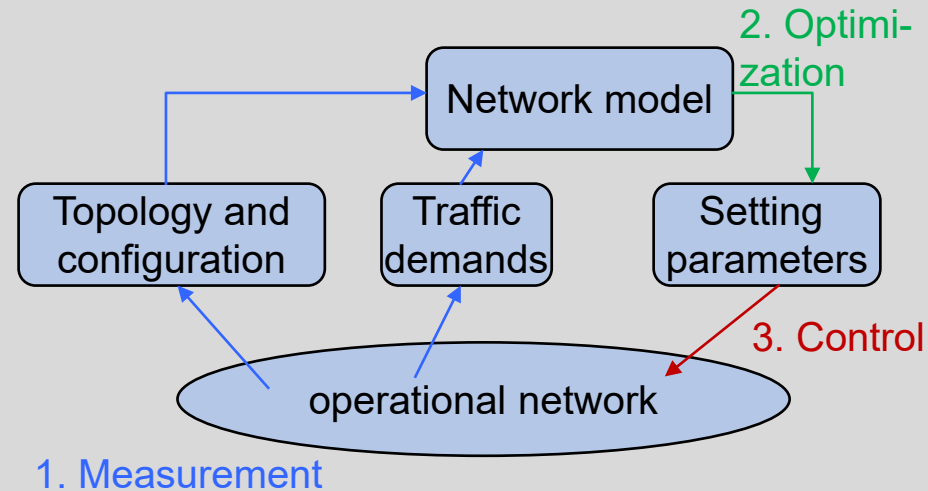 2. Optimi-
zation
Network model
Topology and
configuration
Traffic
demands
Setting
parameters
3. Control
operational network
1. Measurement